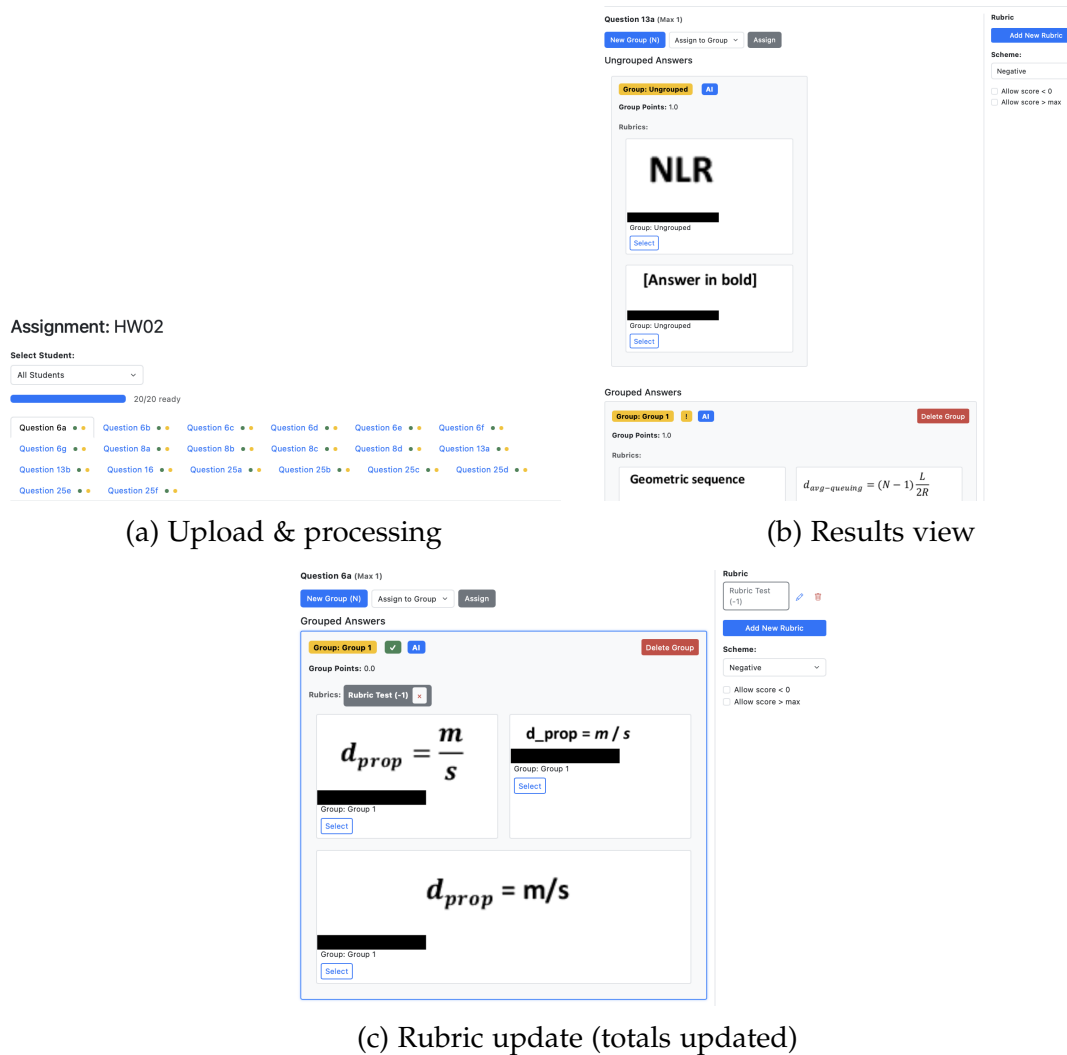 Assignment: HW02
Select Student:
All Students
20/20 ready
Question 6a Question 6b Question 6c Question 6d Question 6e Question 6f
Question 6g Question 8a Question 8b Question 8c Question 8d Question 13a
Question 13b Question 16 Question 25a Question 25b Question 25c Question 25d
Question 25e Question 25f
(a) Upload & processing
Question 13a (Max 1)
New Group (N) Assign to Group Assign
Ungrouped Answers
Group: Ungrouped AI
Group Points: 1.0
Rubrics:
NLR
Group: Ungrouped
Select
[Answer in bold]
Group: Ungrouped
Select
Grouped Answers
Group: Group 1 ! AI Delete Group
Group Points: 1.0
Rubrics:
Geometric sequence
d_{avg-queuing} = (N − 1) \frac{L}{2R}
Rubric
Add New Rubric
Scheme:
Negative
Allow score < 0
Allow score > max
(b) Results view
Question 6a (Max 1)
New Group (N) Assign to Group Assign
Grouped Answers
Group: Group 1 ✓ AI Delete Group
Group Points: 0.0
Rubrics: Rubric Test (-1) ×
d_{prop} = \frac{m}{s}
Group: Group 1
Select
d_prop = m / s
Group: Group 1
Select
d_{prop} = m/s
Group: Group 1
Select
Rubric
Rubric Test
(-1)
Add New Rubric
Scheme:
Negative
Allow score < 0
Allow score > max
(c) Rubric update (totals updated)